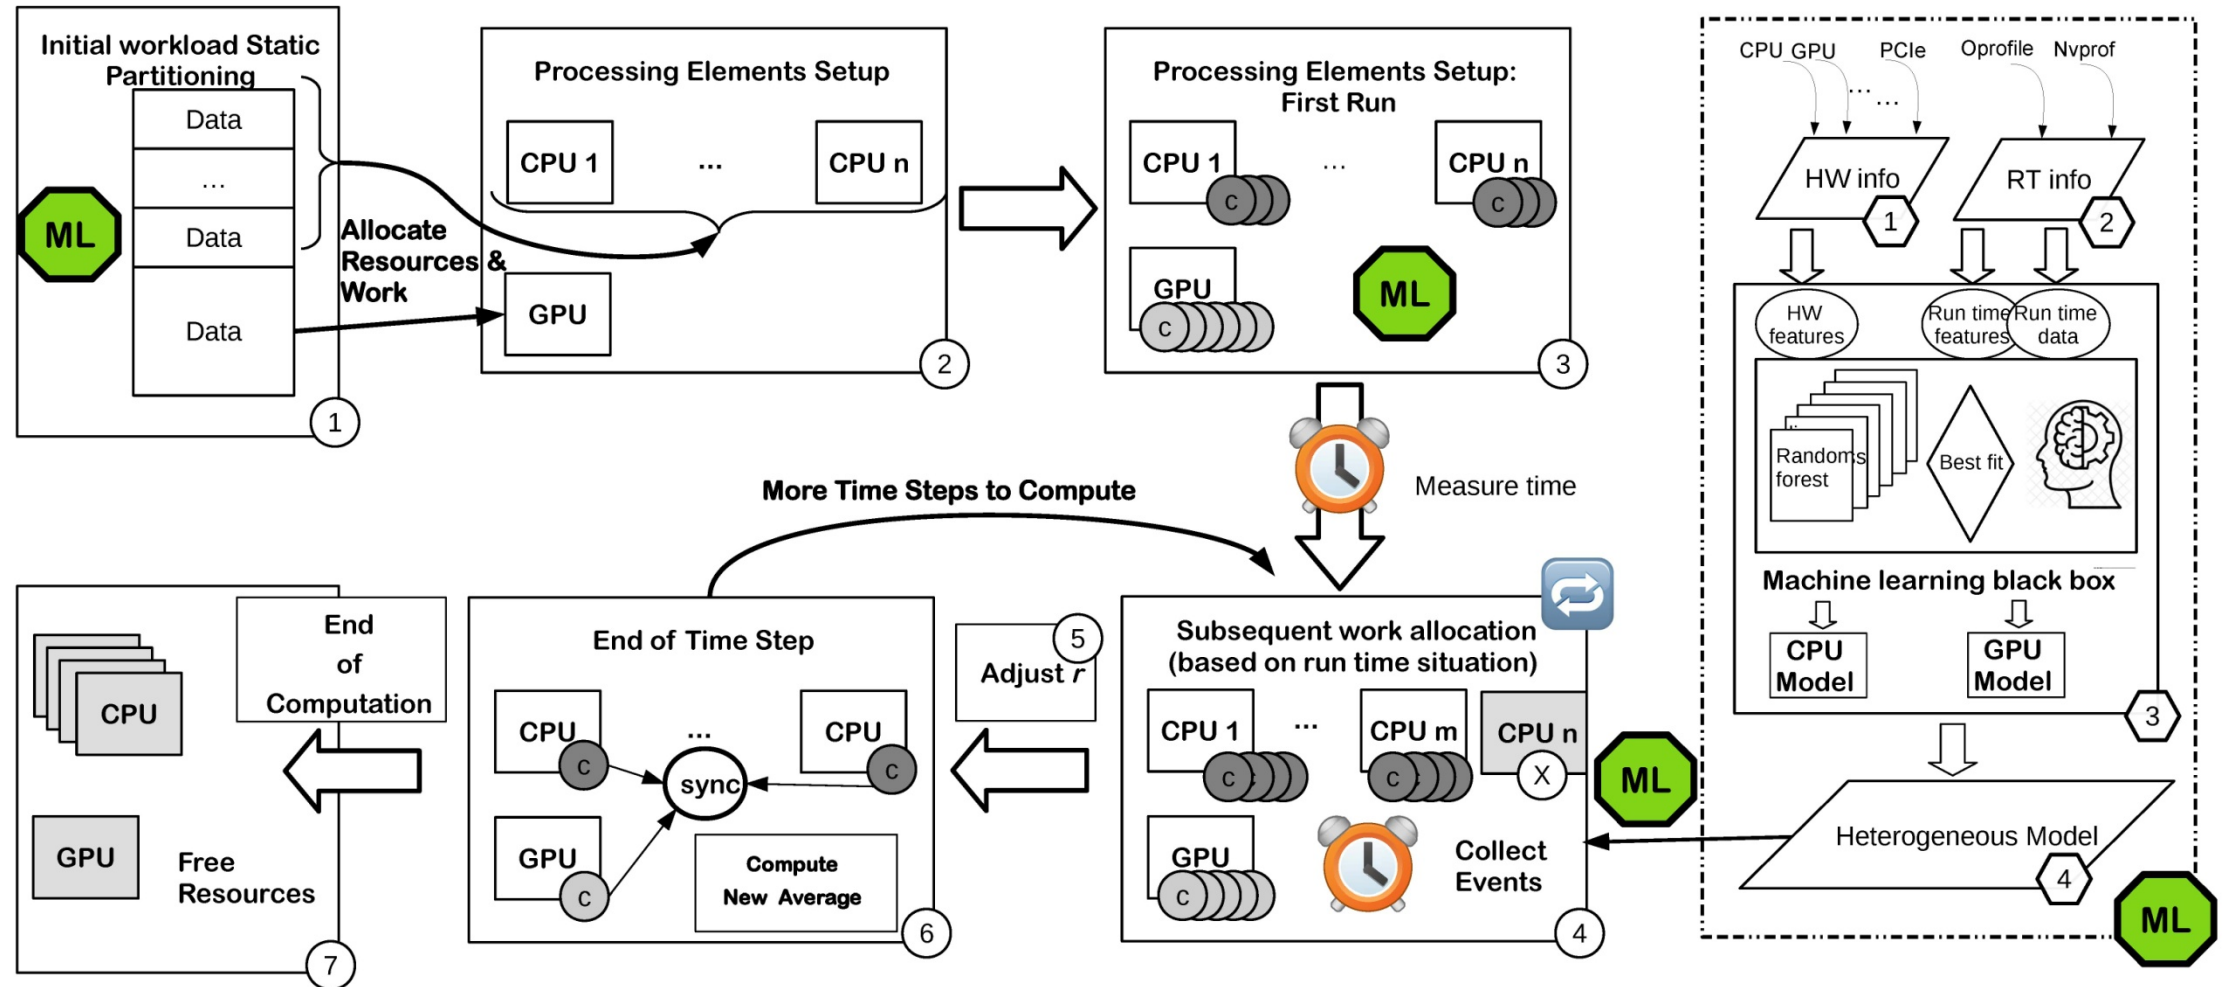 Initial workload Static
Partitioning
Data
...
Data
Data
ML
1
Allocate
Resources &
Work
Processing Elements Setup
CPU 1
...
CPU n
GPU
2
Processing Elements Setup:
First Run
CPU 1
c
...
CPU n
c
GPU
c
ML
3
Measure time
More Time Steps to Compute
Subsequent work allocation
(based on run time situation)
CPU 1
c
...
CPU m
c
CPU n
X
GPU
c
Collect
Events
ML
4
5
Adjust r
End of Time Step
CPU
c
...
CPU
c
sync
GPU
c
Compute
New Average
6
End
of
Computation
CPU
GPU
Free
Resources
7
CPU GPU
PCIe
Oprofile
Nvprof
...
...
HW info
1
RT info
2
HW
features
Run time
features
Run time
data
Randoms
forest
Best fit
Machine learning black box
CPU
Model
GPU
Model
3
Heterogeneous Model
4
ML